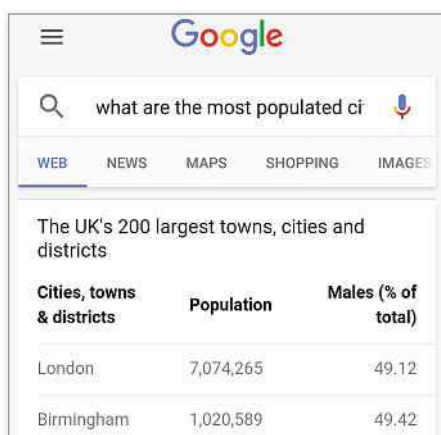 Google
what are the most populated ci
WEB NEWS MAPS SHOPPING IMAGES
The UK's 200 largest towns, cities and
districts
Cities, towns
& districts Population Males (% of
total)
London 7,074,265 49.12
Birmingham 1,020,589 49.42